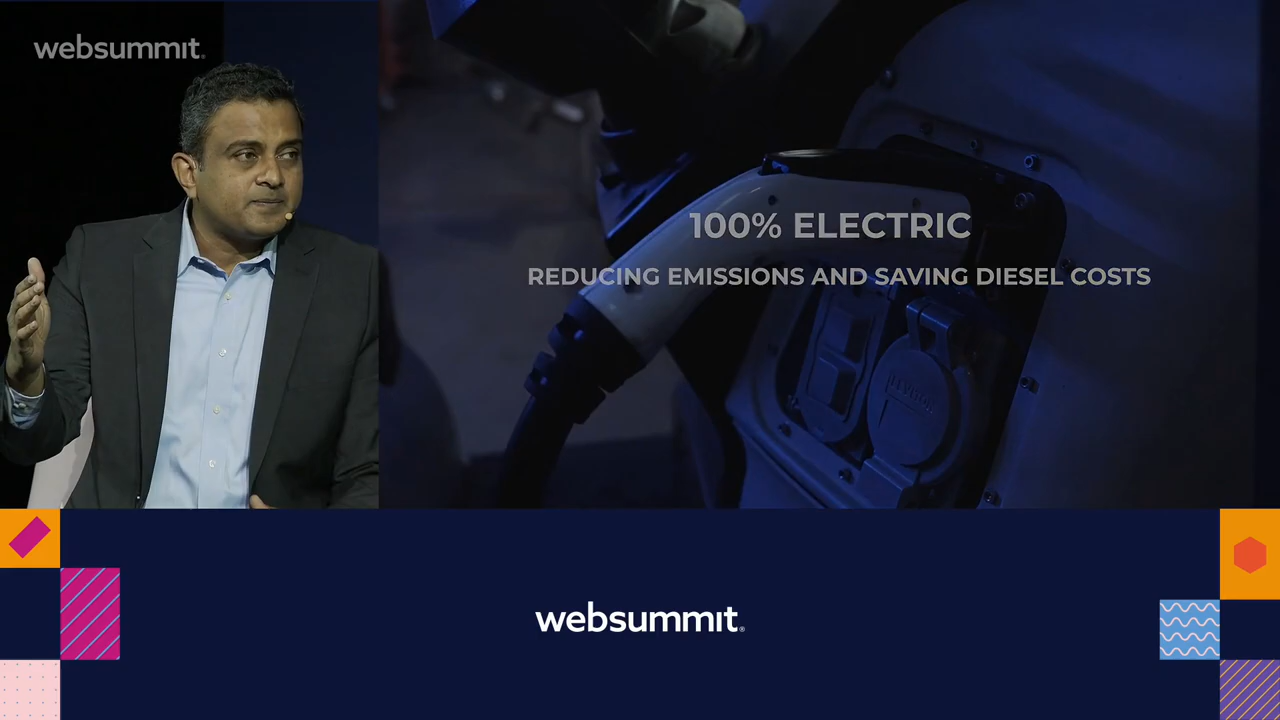 websummit.
100% ELECTRIC
REDUCING EMISSIONS AND SAVING DIESEL COSTS
websummit.